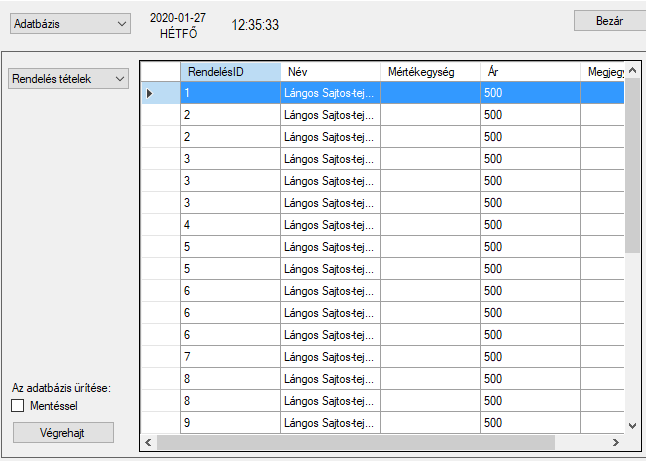 Adatbázis
2020-01-27
HÉTFŐ
12:35:33
Bezár
Rendelés tételek
RendelésID Név Mértékegység Ár Megjegy
1 Lángos Sajtos-tej... 500
2 Lángos Sajtos-tej... 500
2 Lángos Sajtos-tej... 500
3 Lángos Sajtos-tej... 500
3 Lángos Sajtos-tej... 500
3 Lángos Sajtos-tej... 500
4 Lángos Sajtos-tej... 500
5 Lángos Sajtos-tej... 500
5 Lángos Sajtos-tej... 500
6 Lángos Sajtos-tej... 500
6 Lángos Sajtos-tej... 500
6 Lángos Sajtos-tej... 500
7 Lángos Sajtos-tej... 500
8 Lángos Sajtos-tej... 500
8 Lángos Sajtos-tej... 500
9 Lángos Sajtos-tej... 500
Az adatbázis ürítése:
Mentéssel
Végrehajt